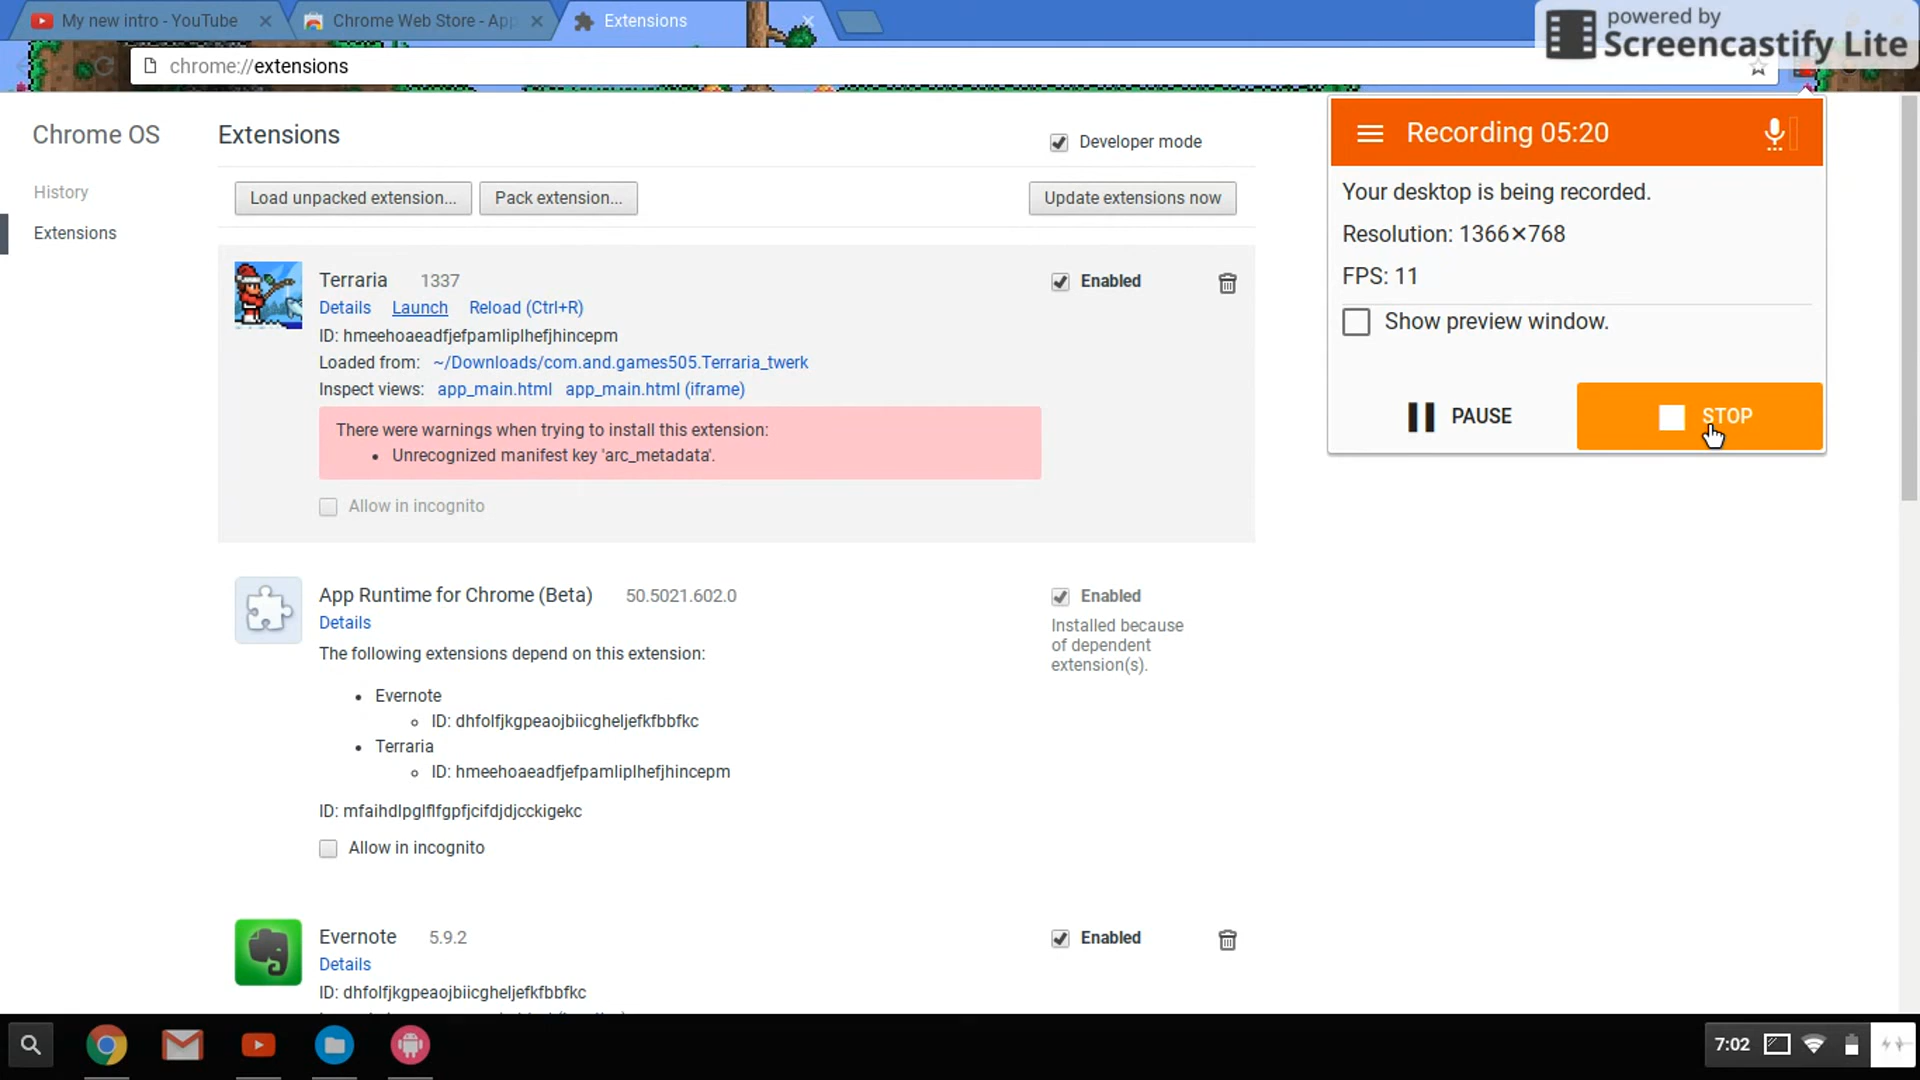 My new intro - YouTube
Chrome Web Store - App
Extensions
powered by
Screencastify Lite
chrome://extensions
Chrome OS
History
Extensions
Extensions
Developer mode
Load unpacked extension...
Pack extension...
Update extensions now
Terraria 1337
Enabled
Details Launch Reload (Ctrl+R)
ID: hmeehoaeadfjefpamliplhefjhincepm
Loaded from: ~/Downloads/com.and.games505.Terraria_twerk
Inspect views: app_main.html app_main.html (iframe)
There were warnings when trying to install this extension:
• Unrecognized manifest key 'arc_metadata'.
Allow in incognito
App Runtime for Chrome (Beta) 50.5021.602.0
Enabled
Details
Installed because
of dependent
extension(s).
The following extensions depend on this extension:
• Evernote
ID: dhfolfjkgpeaojbiicgheljefkfbbfkc
• Terraria
ID: hmeehoaeadfjefpamliplhefjhincepm
ID: mfaihdlpglflfgpfjcifdjdjcckigekc
Allow in incognito
Evernote 5.9.2
Enabled
Details
ID: dhfolfjkgpeaojbiicgheljefkfbbfkc
Recording 05:20
Your desktop is being recorded.
Resolution: 1366×768
FPS: 11
Show preview window.
PAUSE
STOP
7:02